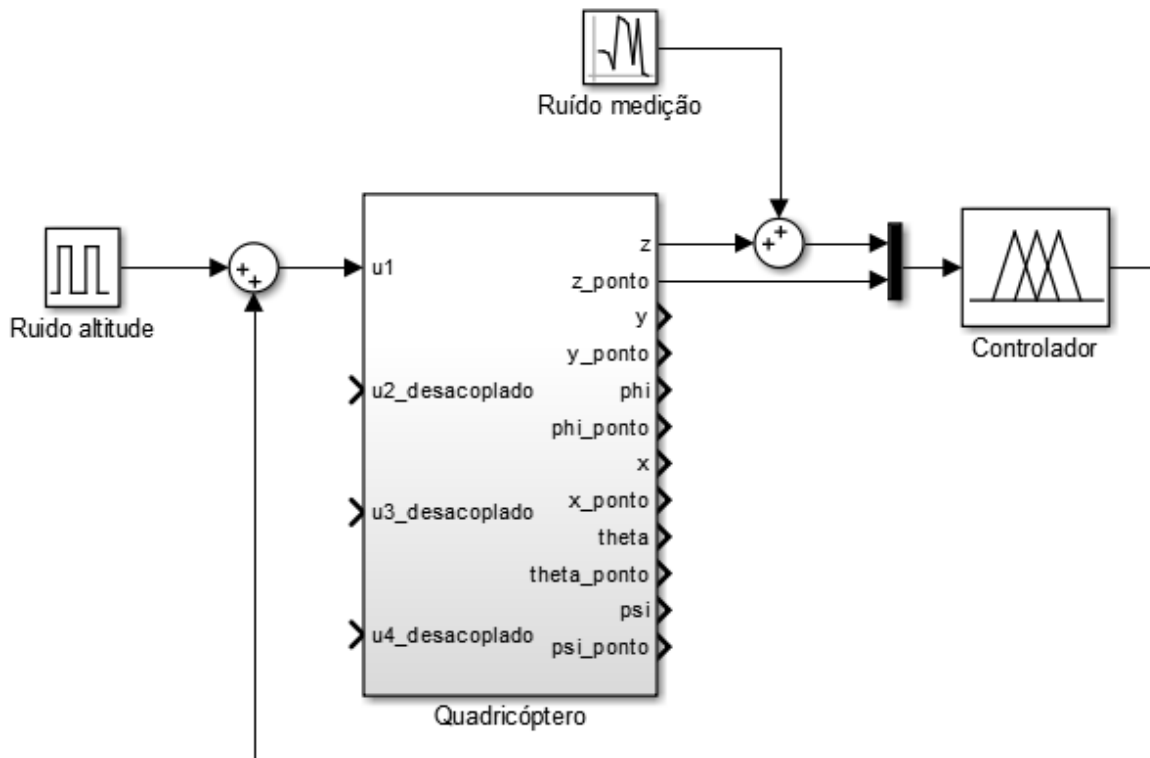 Ruído medição
Ruido altitude
+
+
u1
u2_desacoplado
u3_desacoplado
u4_desacoplado
z
z_ponto
y
y_ponto
phi
phi_ponto
x
x_ponto
theta
theta_ponto
psi
psi_ponto
Quadricóptero
+
+
Controlador